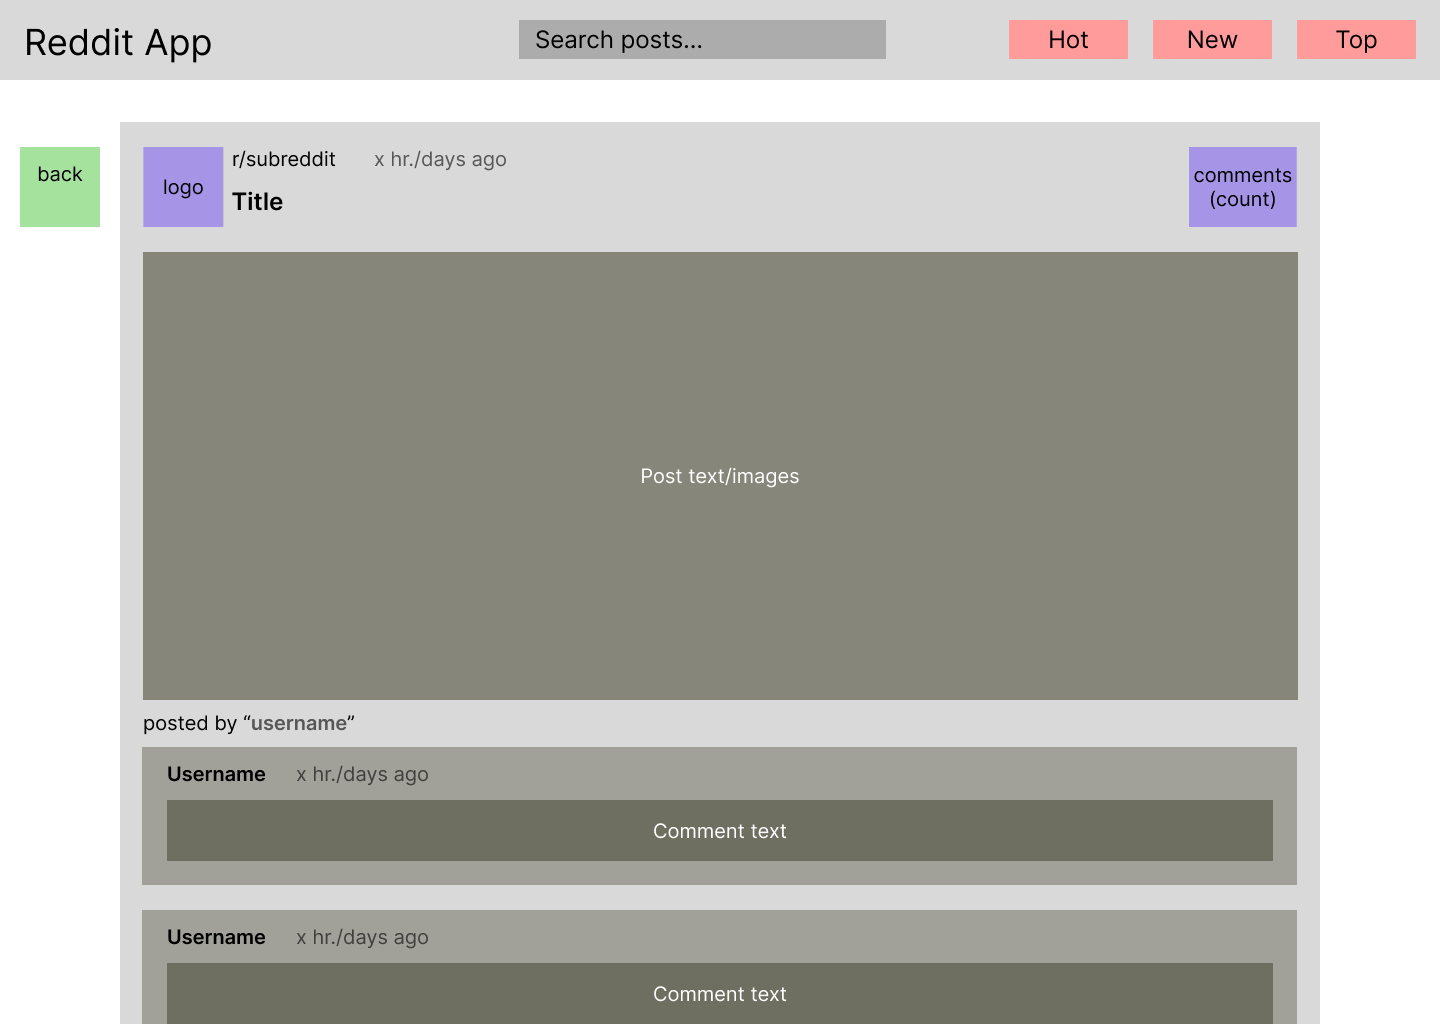 Reddit App
Search posts...
Hot
New
Top
back
logo
r/subreddit x hr./days ago
Title
comments
(count)
Post text/images
posted by “username”
Username x hr./days ago
Comment text
Username x hr./days ago
Comment text